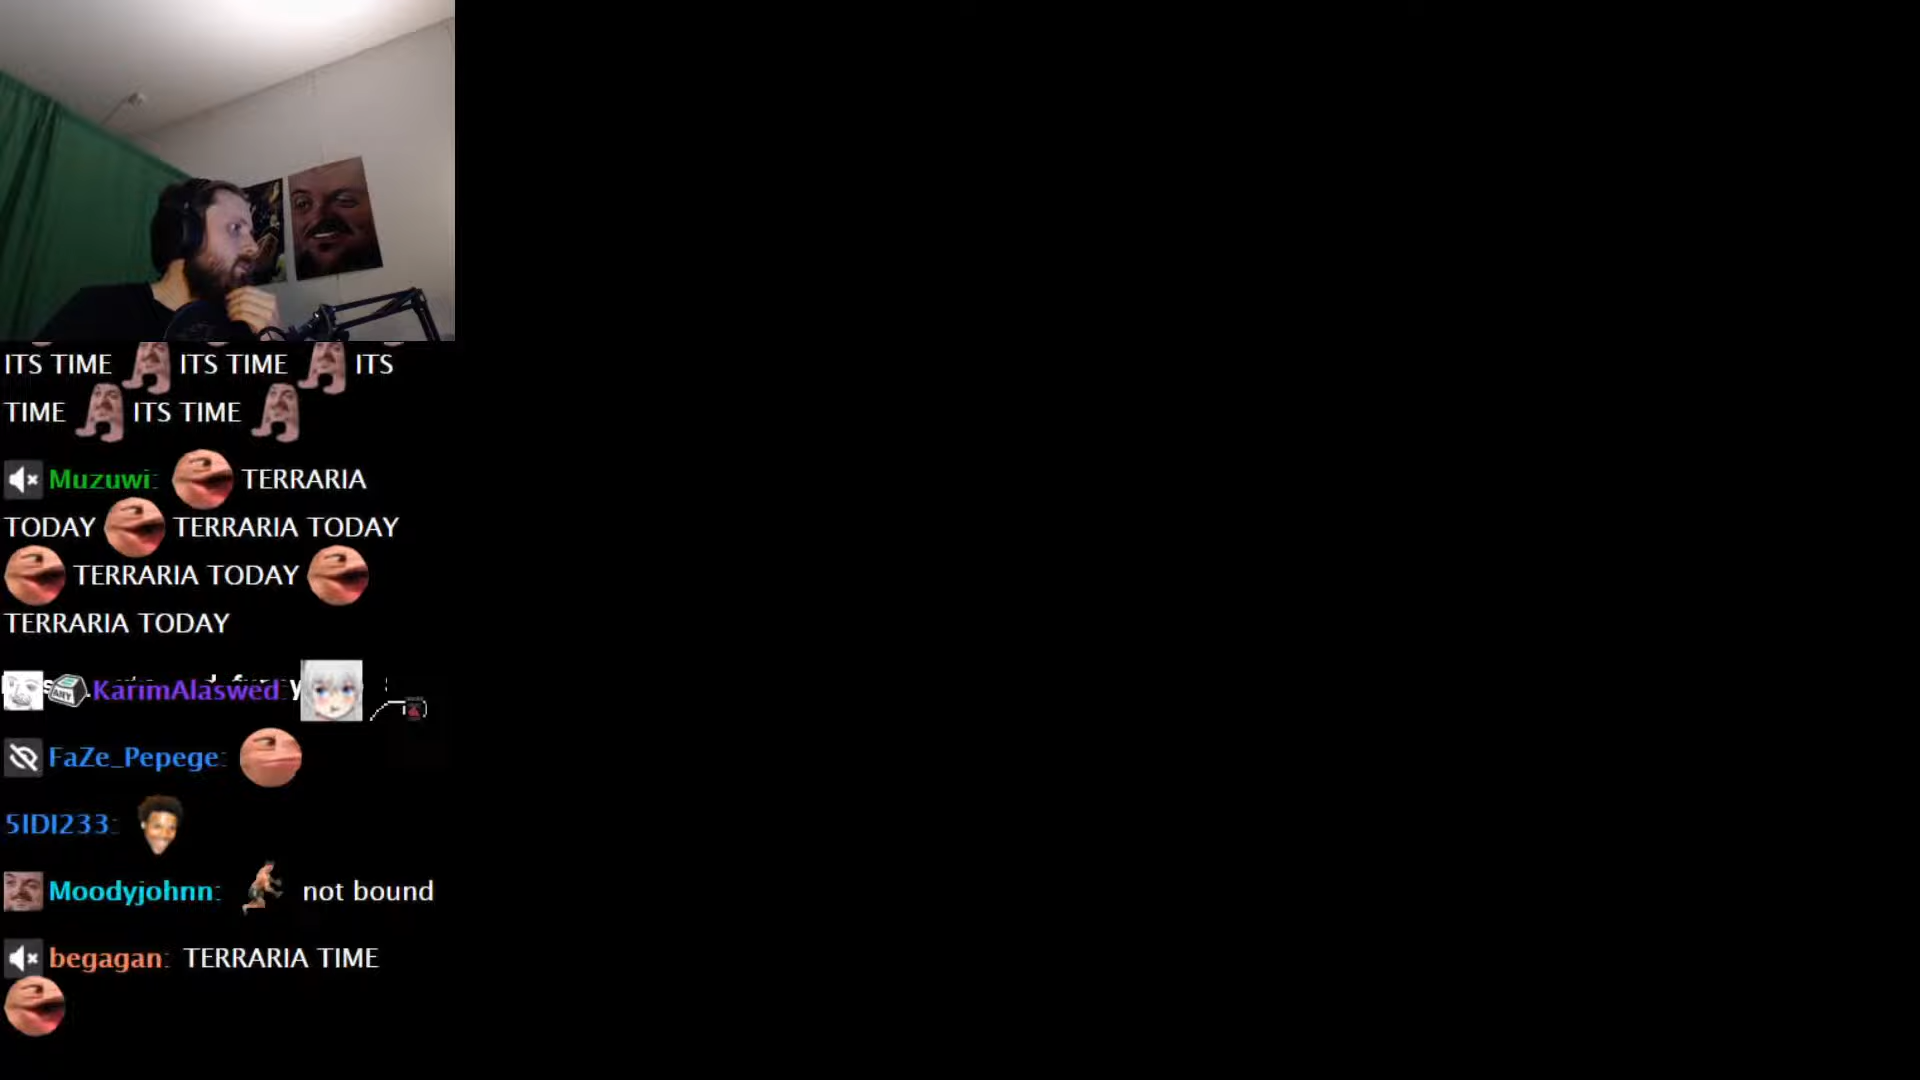 ITS TIME ITS TIME ITS
TIME ITS TIME
Muzuwi: TERRARIA
TODAY TERRARIA TODAY
TERRARIA TODAY
TERRARIA TODAY
ANY KarimAlaswed
FaZe_Pepege:
5IDI233:
Moodyjohnn: not bound
begagan: TERRARIA TIME